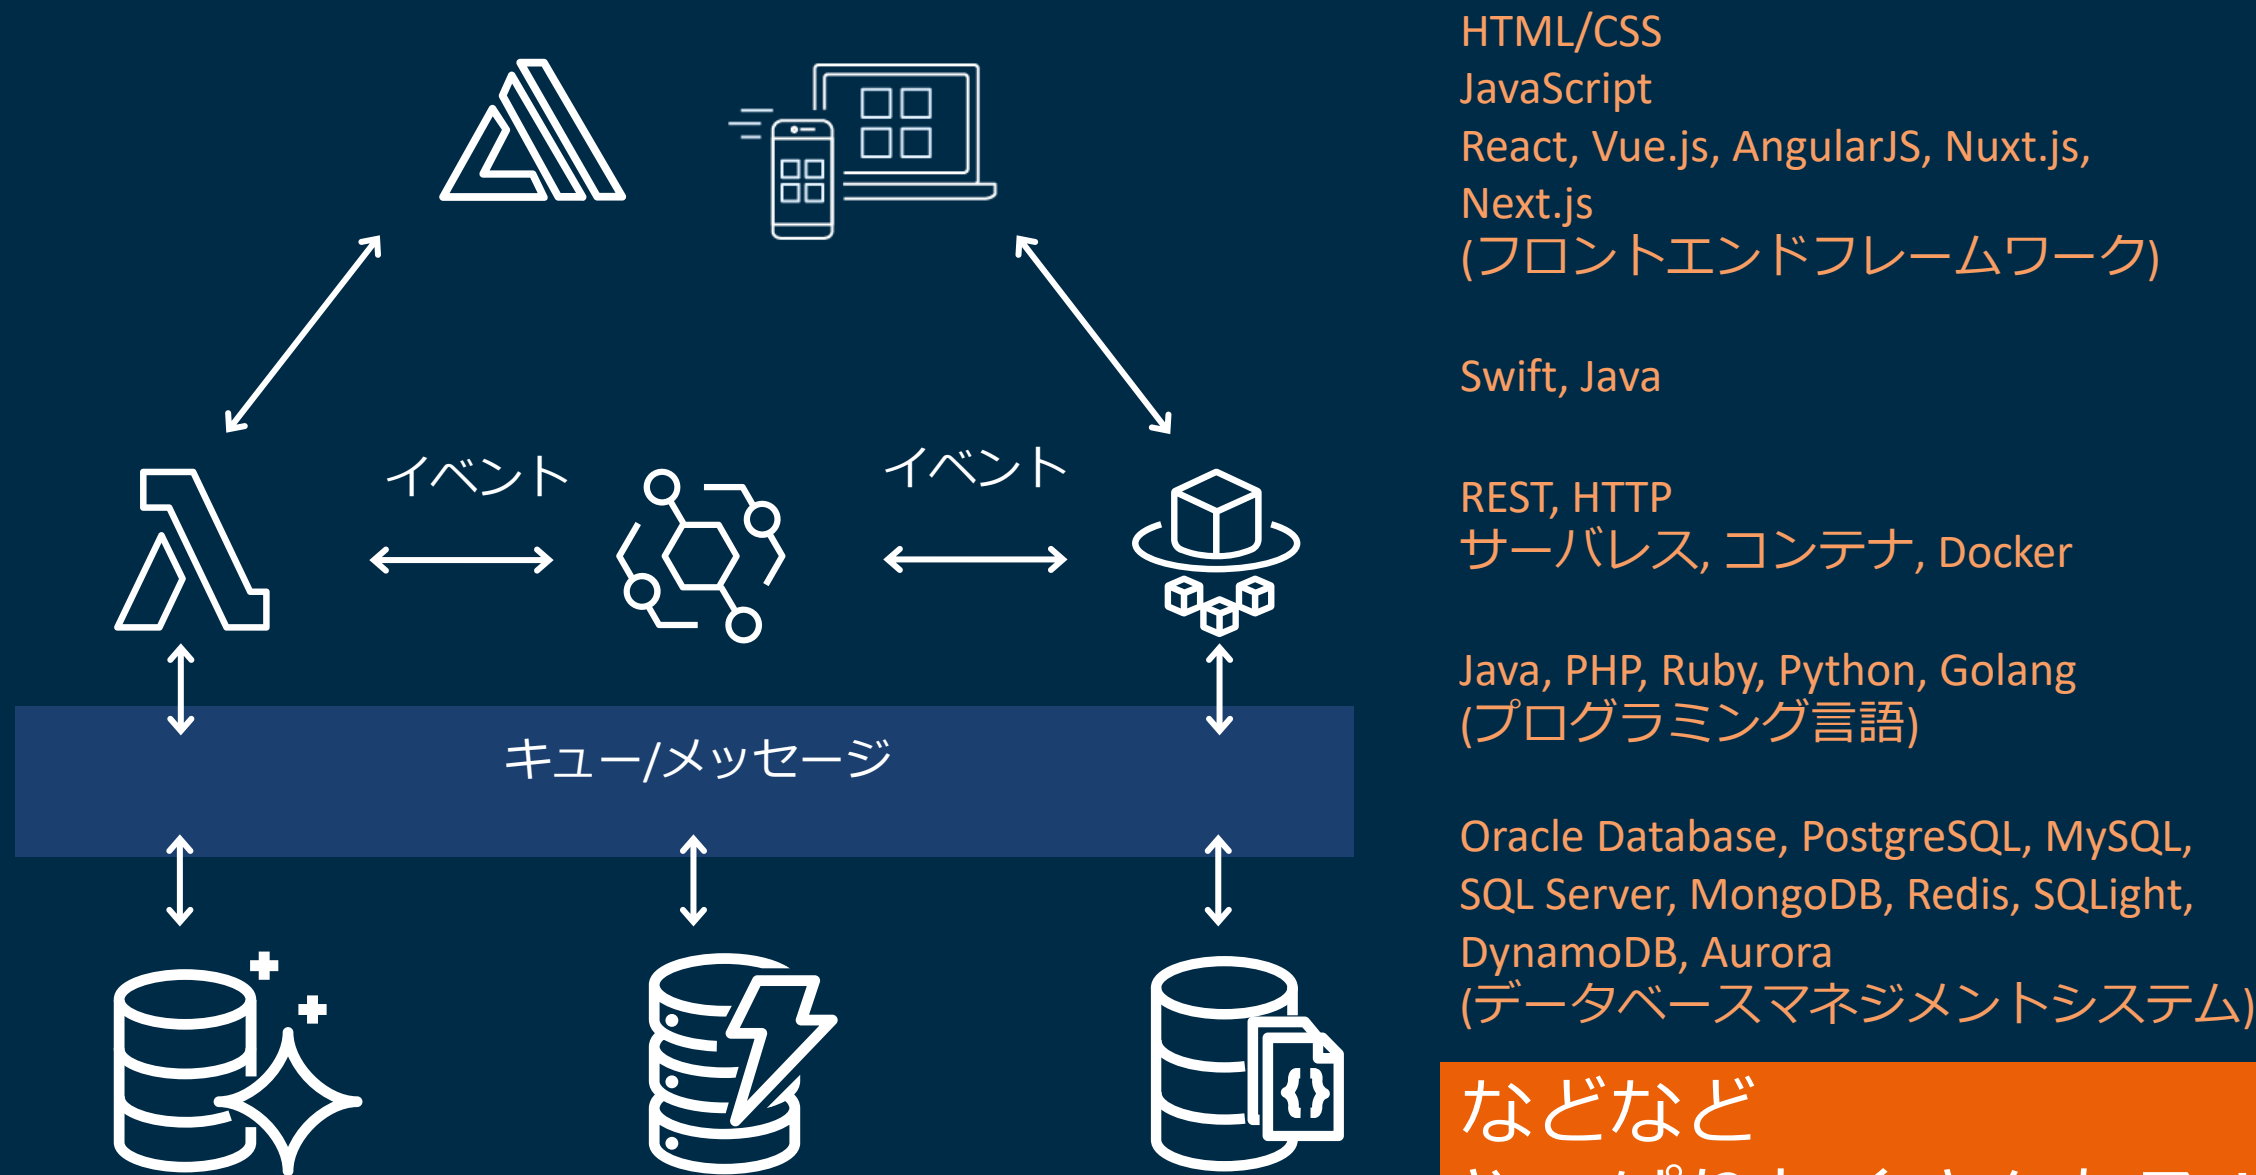 イベント
イベント
キュー/メッセージ
HTML/CSS
JavaScript
React, Vue.js, AngularJS, Nuxt.js,
Next.js
(フロントエンドフレームワーク)
Swift, Java
REST, HTTP
サーバレス, コンテナ, Docker
Java, PHP, Ruby, Python, Golang
(プログラミング言語)
Oracle Database, PostgreSQL, MySQL,
SQL Server, MongoDB, Redis, SQLight,
DynamoDB, Aurora
(データベースマネジメントシステム)
などなど